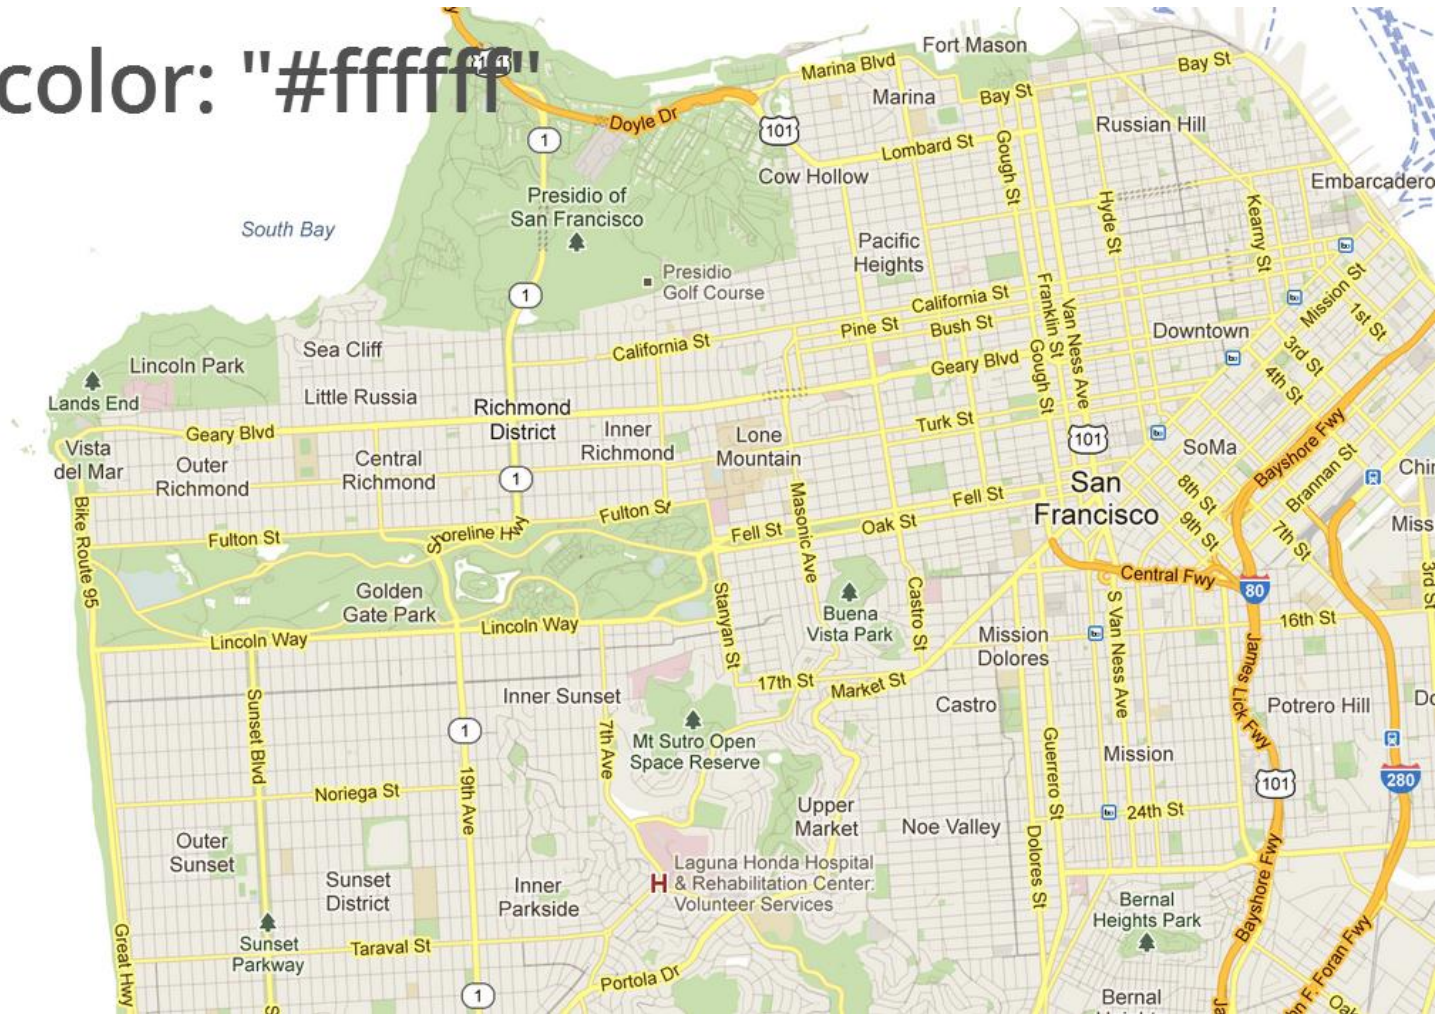 color: "#ffffff"
Fort Mason
Marina Blvd
Bay St
Marina
Bay St
Doyle Dr
101
Russian Hill
1
Lombard St
Gough St
Cow Hollow
Embarcadero
Presidio of
San Francisco
Hyde St
Kearny St
South Bay
Pacific
Heights
Presidio
Golf Course
1
California St
Franklin St
Van Ness Ave
Mission St
1st St
Pine St
Bush St
Downtown
Sea Cliff
California St
3rd St
Lincoln Park
Geary Blvd
Gough St
4th St
Lands End
Little Russia
Richmond
District
Turk St
Geary Blvd
Inner
Richmond
Lone
Mountain
101
SoMa
Bayshore Fwy
Vista
del Mar
Outer
Richmond
Central
Richmond
1
San
Francisco
8th St
Brannan St
Bike Route 95
Masonic Ave
Fell St
Fulton St
Oak St
9th St
7th St
Fulton St
Shoreline Hwy
Fell St
Central Fwy
80
3rd St
Golden
Gate Park
Stanyan St
Buena
Vista Park
Castro St
S Van Ness Ave
16th St
Lincoln Way
Lincoln Way
Mission
Dolores
James Lick Fwy
17th St
Market St
Inner Sunset
Castro
Potrero Hill
Sunset Blvd
1
7th Ave
Mt Sutro Open
Space Reserve
Guerrero St
Mission
101
280
19th Ave
Noriega St
Upper
Market
Noe Valley
24th St
Outer
Sunset
Dolores St
Laguna Honda Hospital
& Rehabilitation Center:
Volunteer Services
H
Sunset
District
Inner
Parkside
Bernal
Heights Park
Bayshore Fwy
Great Hwy
Sunset
Parkway
Taraval St
Portola Dr
1
Bernal